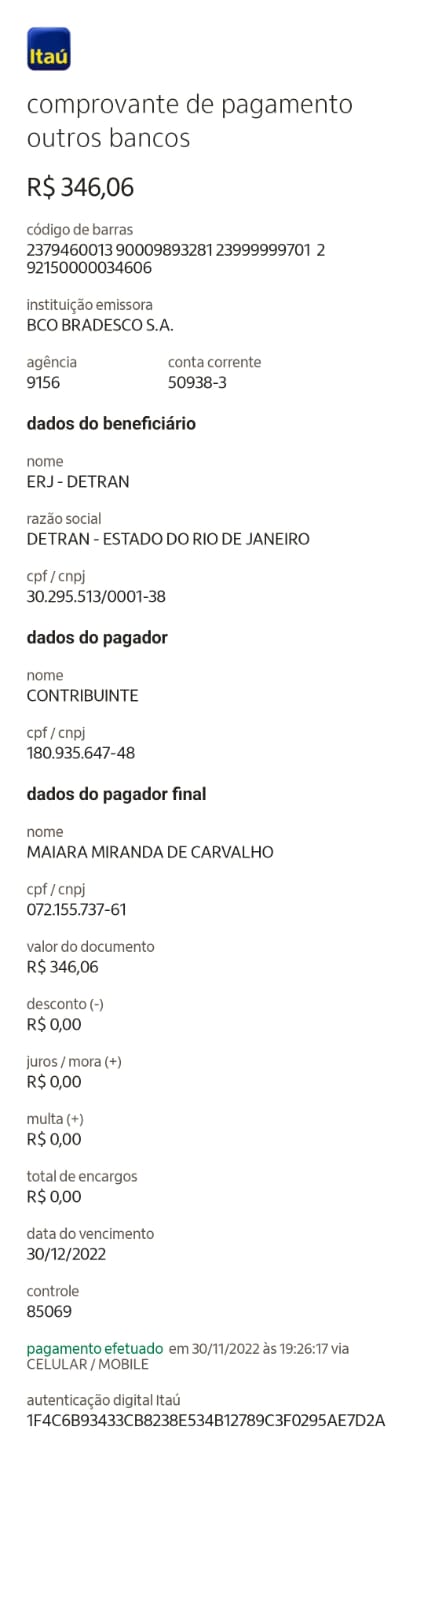 Itaú
comprovante de pagamento
outros bancos
R$ 346,06
código de barras
2379460013 90009893281 23999999701 2
92150000034606
instituição emissora
BCO BRADESCO S.A.
agência conta corrente
9156 50938-3
dados do beneficiário
nome
ERJ - DETRAN
razão social
DETRAN - ESTADO DO RIO DE JANEIRO
cpf / cnpj
30.295.513/0001-38
dados do pagador
nome
CONTRIBUINTE
cpf / cnpj
180.935.647-48
dados do pagador final
nome
MAIARA MIRANDA DE CARVALHO
cpf / cnpj
072.155.737-61
valor do documento
R$ 346,06
desconto (-)
R$ 0,00
juros / mora (+)
R$ 0,00
multa (+)
R$ 0,00
total de encargos
R$ 0,00
data do vencimento
30/12/2022
controle
85069
pagamento efetuado em 30/11/2022 às 19:26:17 via
CELULAR / MOBILE
autenticação digital Itaú
1F4C6B93433CB8238E534B12789C3F0295AE7D2A